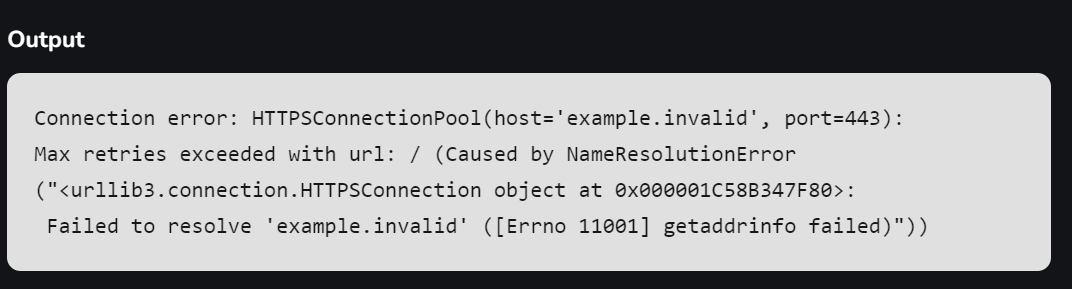 Output
Connection error: HTTPSConnectionPool(host='example.invalid', port=443):
Max retries exceeded with url: / (Caused by NameResolutionError
("<urllib3.connection.HTTPSConnection object at 0x000001C58B347F80>:
Failed to resolve 'example.invalid' ([Errno 11001] getaddrinfo failed)"))